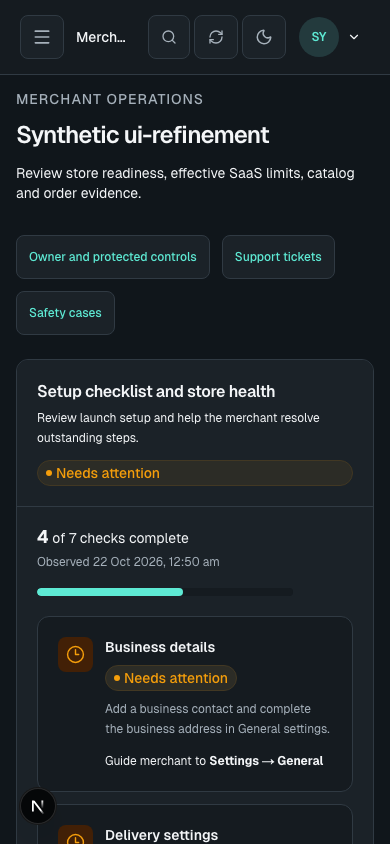 Merch...
SY
MERCHANT OPERATIONS
Synthetic ui-refinement
Review store readiness, effective SaaS limits, catalog
and order evidence.
Owner and protected controls
Support tickets
Safety cases
Setup checklist and store health
Review launch setup and help the merchant resolve
outstanding steps.
Needs attention
4 of 7 checks complete
Observed 22 Oct 2026, 12:50 am
Business details
Needs attention
Add a business contact and complete
the business address in General settings.
Guide merchant to Settings → General
N
Delivery settings